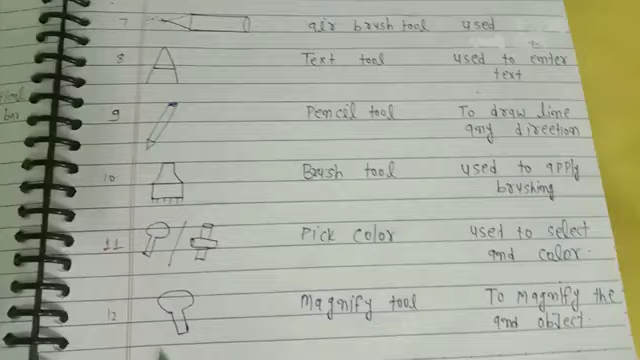 7 air brush tool used
8 A Text tool used to enter
text
9 Pencil tool To draw line
any direction
10 Brush tool used to apply
brushing
11 Pick color used to select
and color.
12 Magnify tool To Magnify the
and object.